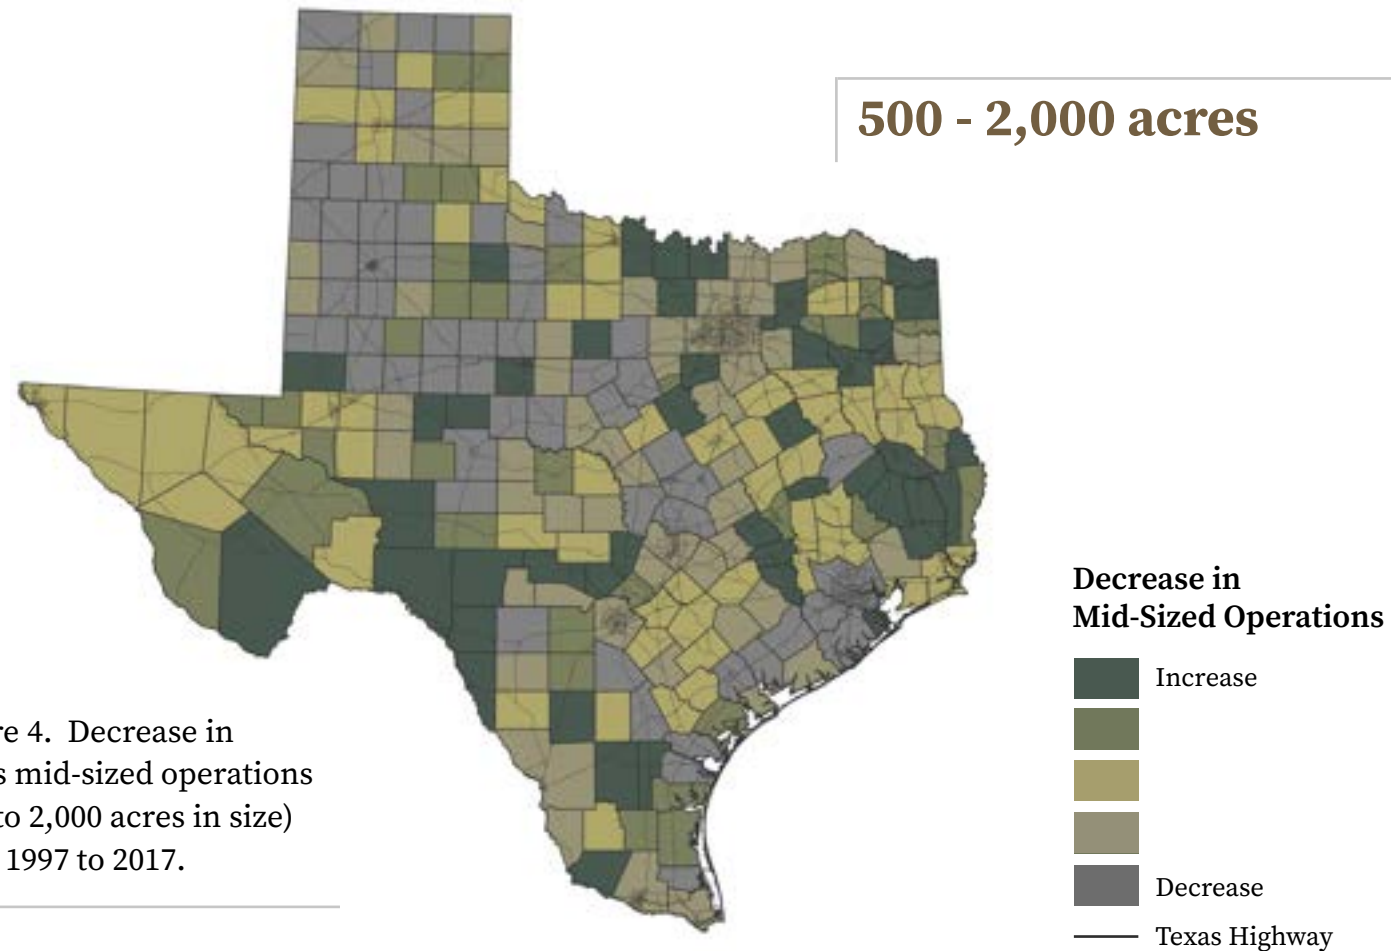 500 - 2,000 acres
Decrease in
Mid-Sized Operations
Increase
Decrease
Texas Highway
re 4. Decrease in
s mid-sized operations
to 2,000 acres in size)
1997 to 2017.